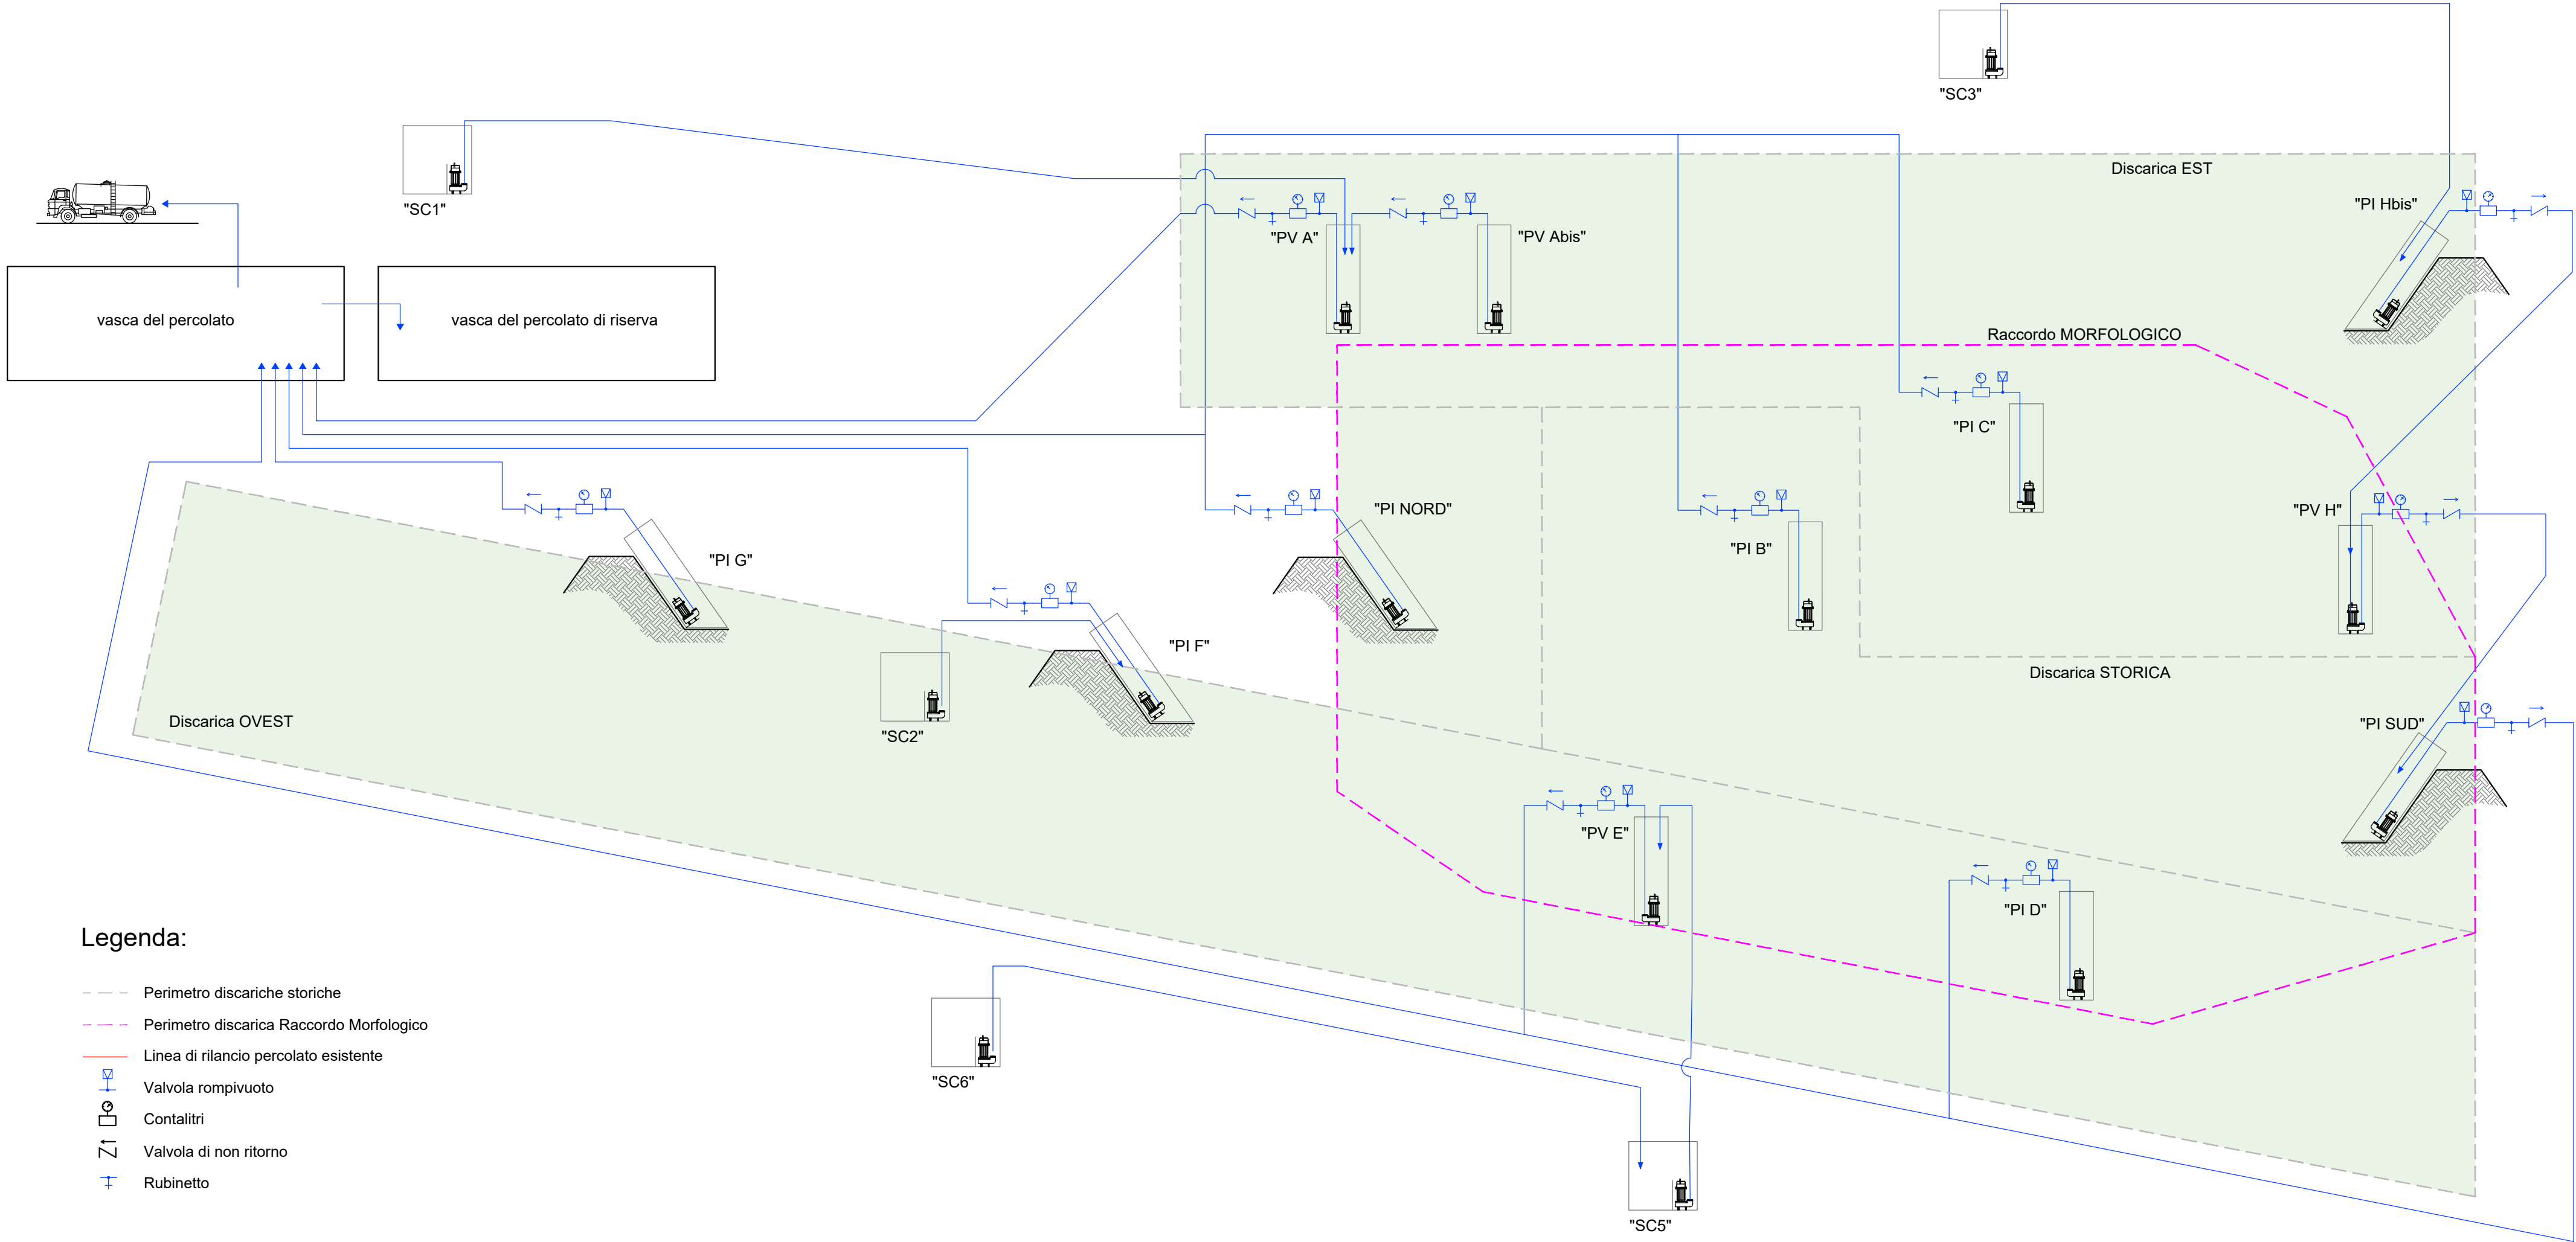 "SC3"
"SC1"
Discarica EST
"PI Hbis"
"PV A"
"PV Abis"
vasca del percolato
vasca del percolato di riserva
Raccordo MORFOLOGICO
"PI C"
"PI NORD"
"PV H"
"PI B"
"PI G"
"PI F"
Discarica STORICA
Discarica OVEST
"SC2"
"PI SUD"
"PV E"
"PI D"
Legenda:
Perimetro discariche storiche
Perimetro discarica Raccordo Morfologico
Linea di rilancio percolato esistente
Valvola rompivuoto
Contalitri
Valvola di non ritorno
Rubinetto
"SC6"
"SC5"